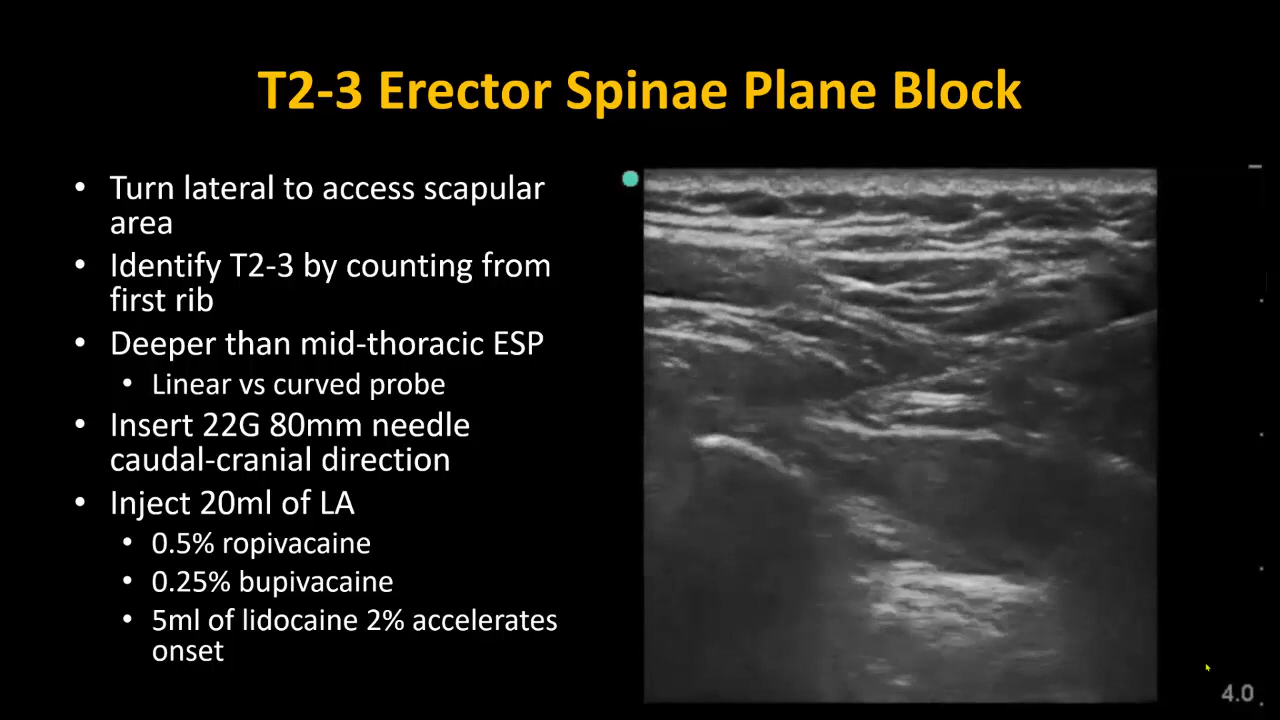 T2-3 Erector Spinae Plane Block
• Turn lateral to access scapular
area
• Identify T2-3 by counting from
first rib
• Deeper than mid-thoracic ESP
• Linear vs curved probe
• Insert 22G 80mm needle
caudal-cranial direction
• Inject 20ml of LA
• 0.5% ropivacaine
• 0.25% bupivacaine
• 5ml of lidocaine 2% accelerates
onset
4.0